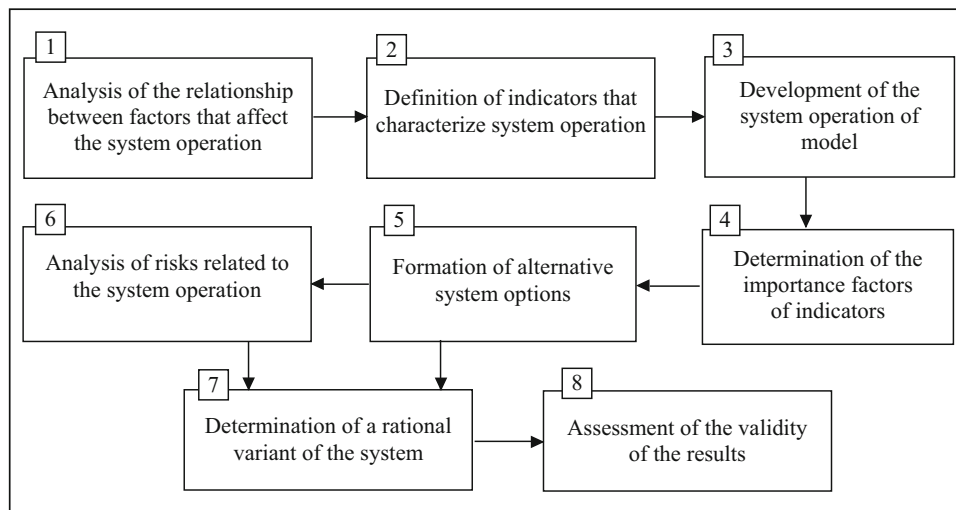 1
Analysis of the relationship
between factors that affect
the system operation
2
Definition of indicators that
characterize system operation
3
Development of the
system operation of
model
4
Determination of the
importance factors
of indicators
5
Formation of alternative
system options
6
Analysis of risks related to
the system operation
7
Determination of a rational
variant of the system
8
Assessment of the validity
of the results